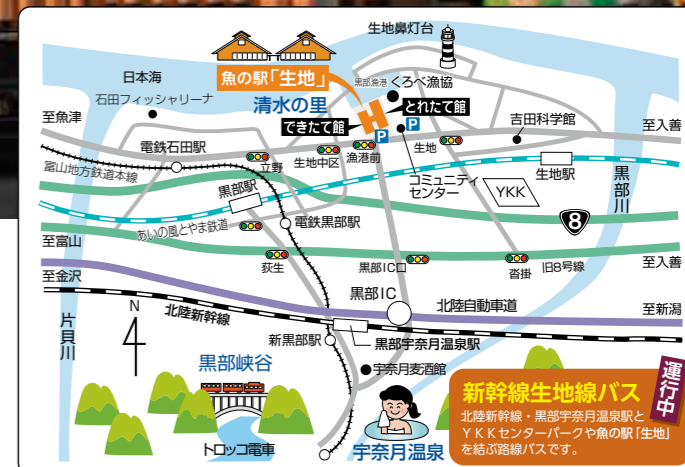 生地鼻灯台
日本海
魚の駅「生地」
黒部漁港
くろべ漁協
石田フィッシャリーナ
清水の里
とれたて館
できたて館
P
P
吉田科学館
至魚津
至入善
電鉄石田駅
立野
生地中区
漁港前
生地
コミュニティ
センター
生地駅
富山地方鉄道本線
黒部駅
YKK
黒部川
8
あいの風とやま鉄道
電鉄黒部駅
至富山
荻生
黒部IC口
沓掛
旧8号線
至入善
至金沢
黒部IC
北陸自動車道
至新潟
北陸新幹線
N
片貝川
新黒部駅
黒部宇奈月温泉駅
黒部峡谷
宇奈月麦酒館
トロッコ電車
宇奈月温泉
新幹線生地線バス
運行中
北陸新幹線・黒部宇奈月温泉駅と
YKKセンターパークや魚の駅「生地」
を結ぶ路線バスです。